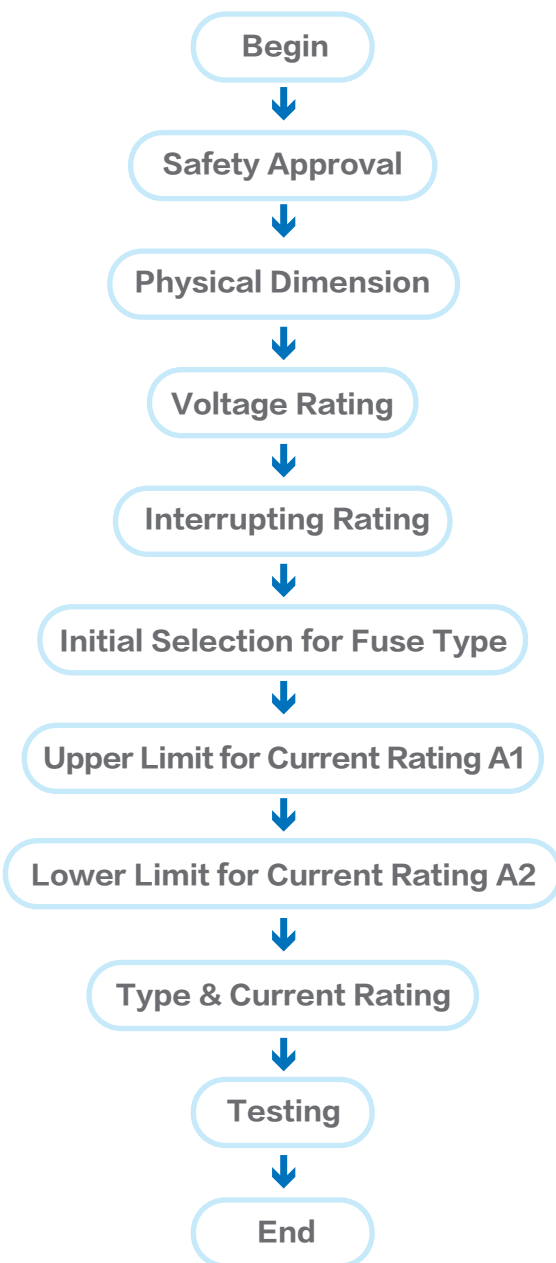 Begin
Safety Approval
Physical Dimension
Voltage Rating
Interrupting Rating
Initial Selection for Fuse Type
Upper Limit for Current Rating A1
Lower Limit for Current Rating A2
Type & Current Rating
Testing
End